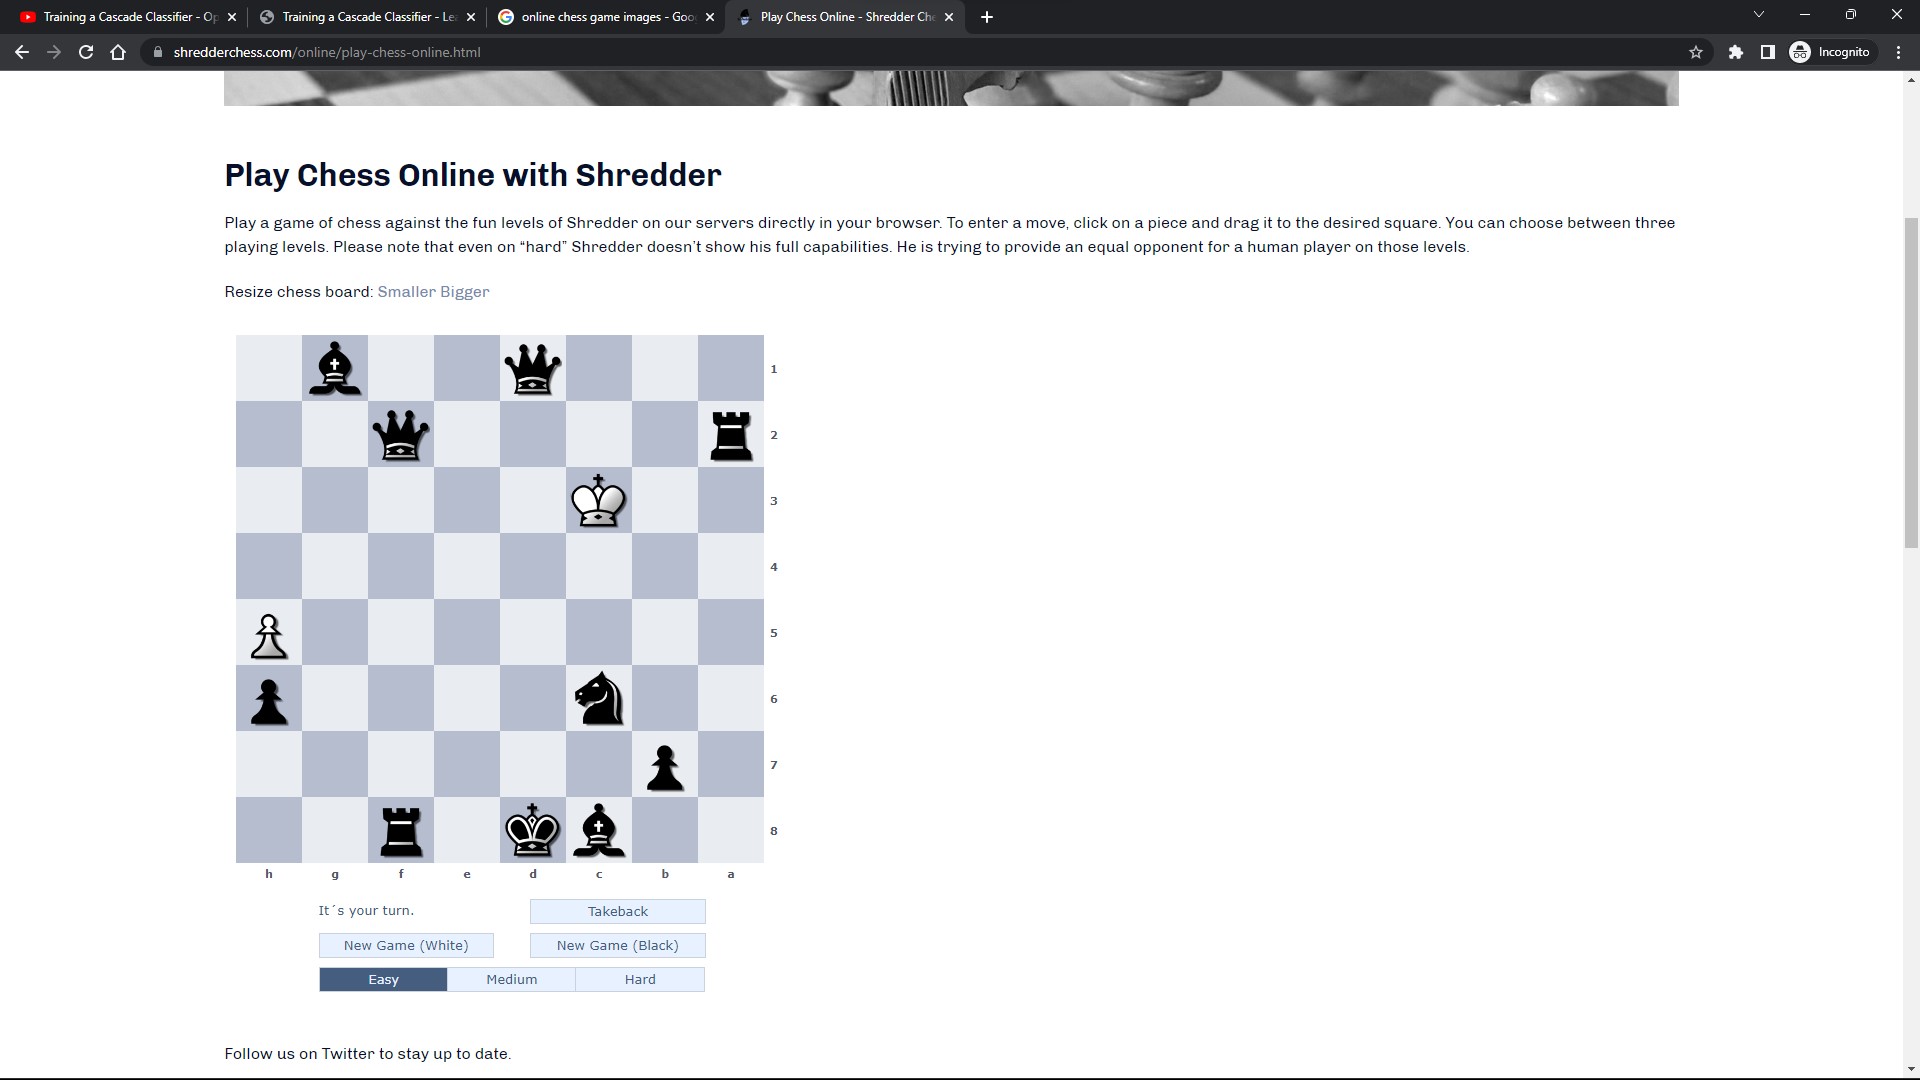 Training a Cascade Classifier - Op
Training a Cascade Classifier - Le
online chess game images - Goo
Play Chess Online - Shredder Che
shredderchess.com/online/play-chess-online.html
Incognito
Play Chess Online with Shredder
Play a game of chess against the fun levels of Shredder on our servers directly in your browser. To enter a move, click on a piece and drag it to the desired square. You can choose between three
playing levels. Please note that even on “hard” Shredder doesn’t show his full capabilities. He is trying to provide an equal opponent for a human player on those levels.
Resize chess board: Smaller Bigger
1
2
3
4
5
6
7
8
h g f e d c b a
It´s your turn.
Takeback
New Game (White)
New Game (Black)
Easy
Medium
Hard
Follow us on Twitter to stay up to date.